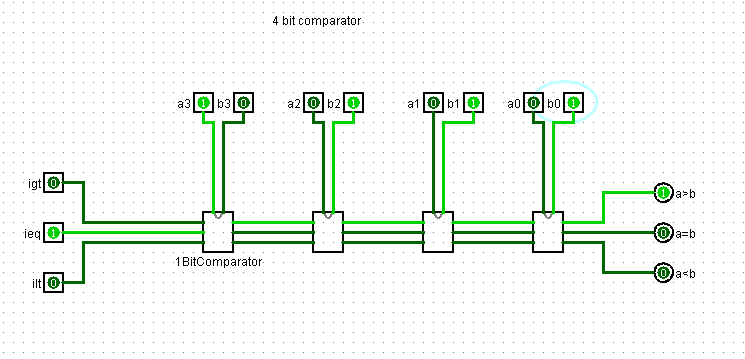 4 bit comparator
a3 1 b3 0 a2 0 b2 1 a1 0 b1 1 a0 0 b0 1
igt 0
1 a>b
ieq 1
0 a=b
1BitComparator
0 a<b
ilt 0